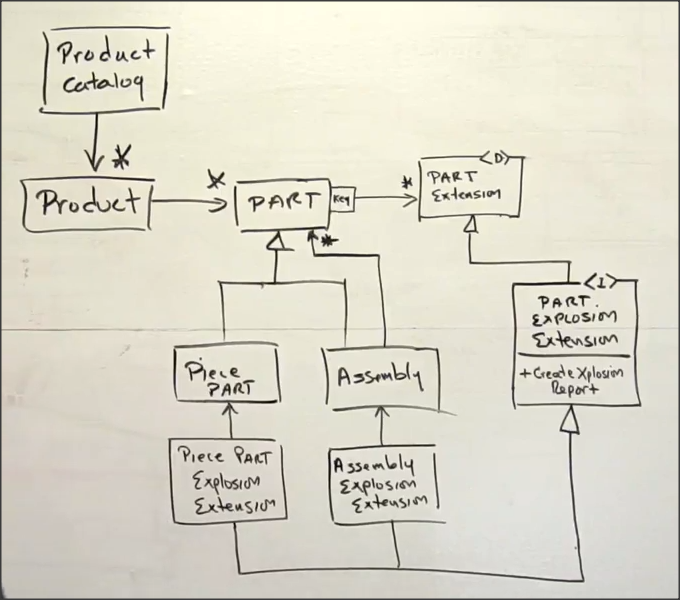 Product
Catalog
*
Product
*
PART
Key
*
<D>
PART
Extension
*
<I>
PART.
Explosion
Extension
+Create Xplosion
Report
Piece
PART
Assembly
Piece PART
Explosion
Extension
Assembly
Explosion
Extension